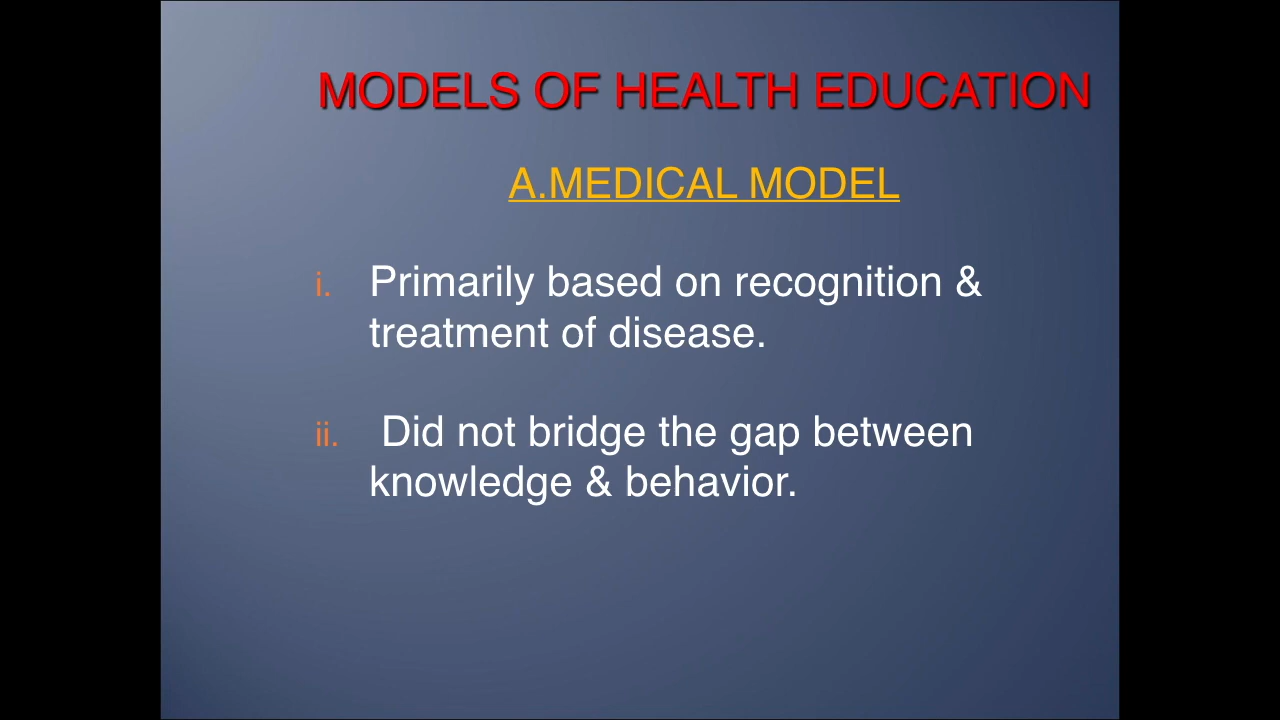 MODELS OF HEALTH EDUCATION
A.MEDICAL MODEL
i. Primarily based on recognition &
treatment of disease.
ii. Did not bridge the gap between
knowledge & behavior.